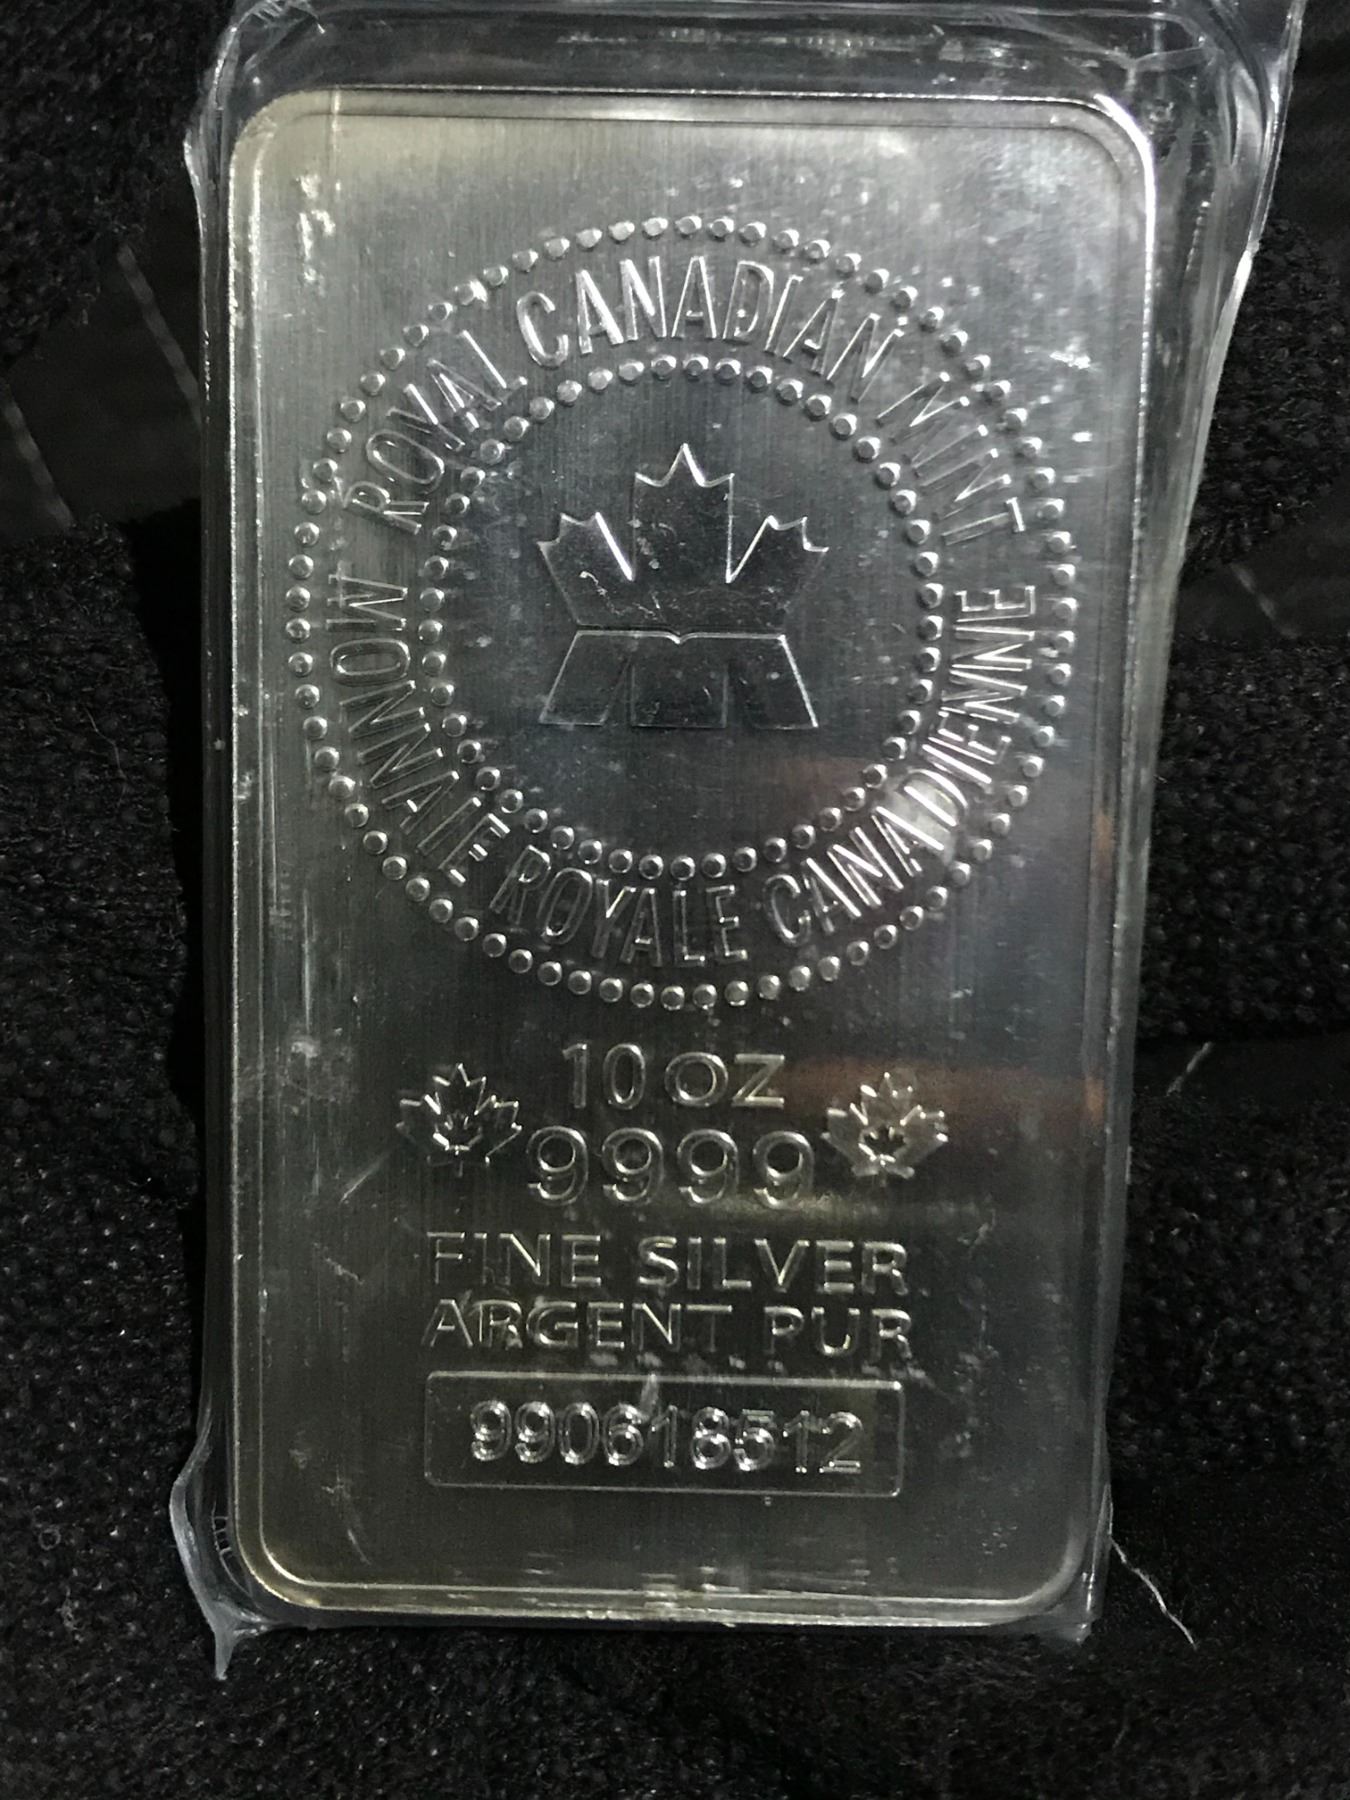 ROYAL CANADIAN MINT
MONNAIE ROYALE CANADIENNE
10 OZ
9999
FINE SILVER
ARGENT PUR
990618512